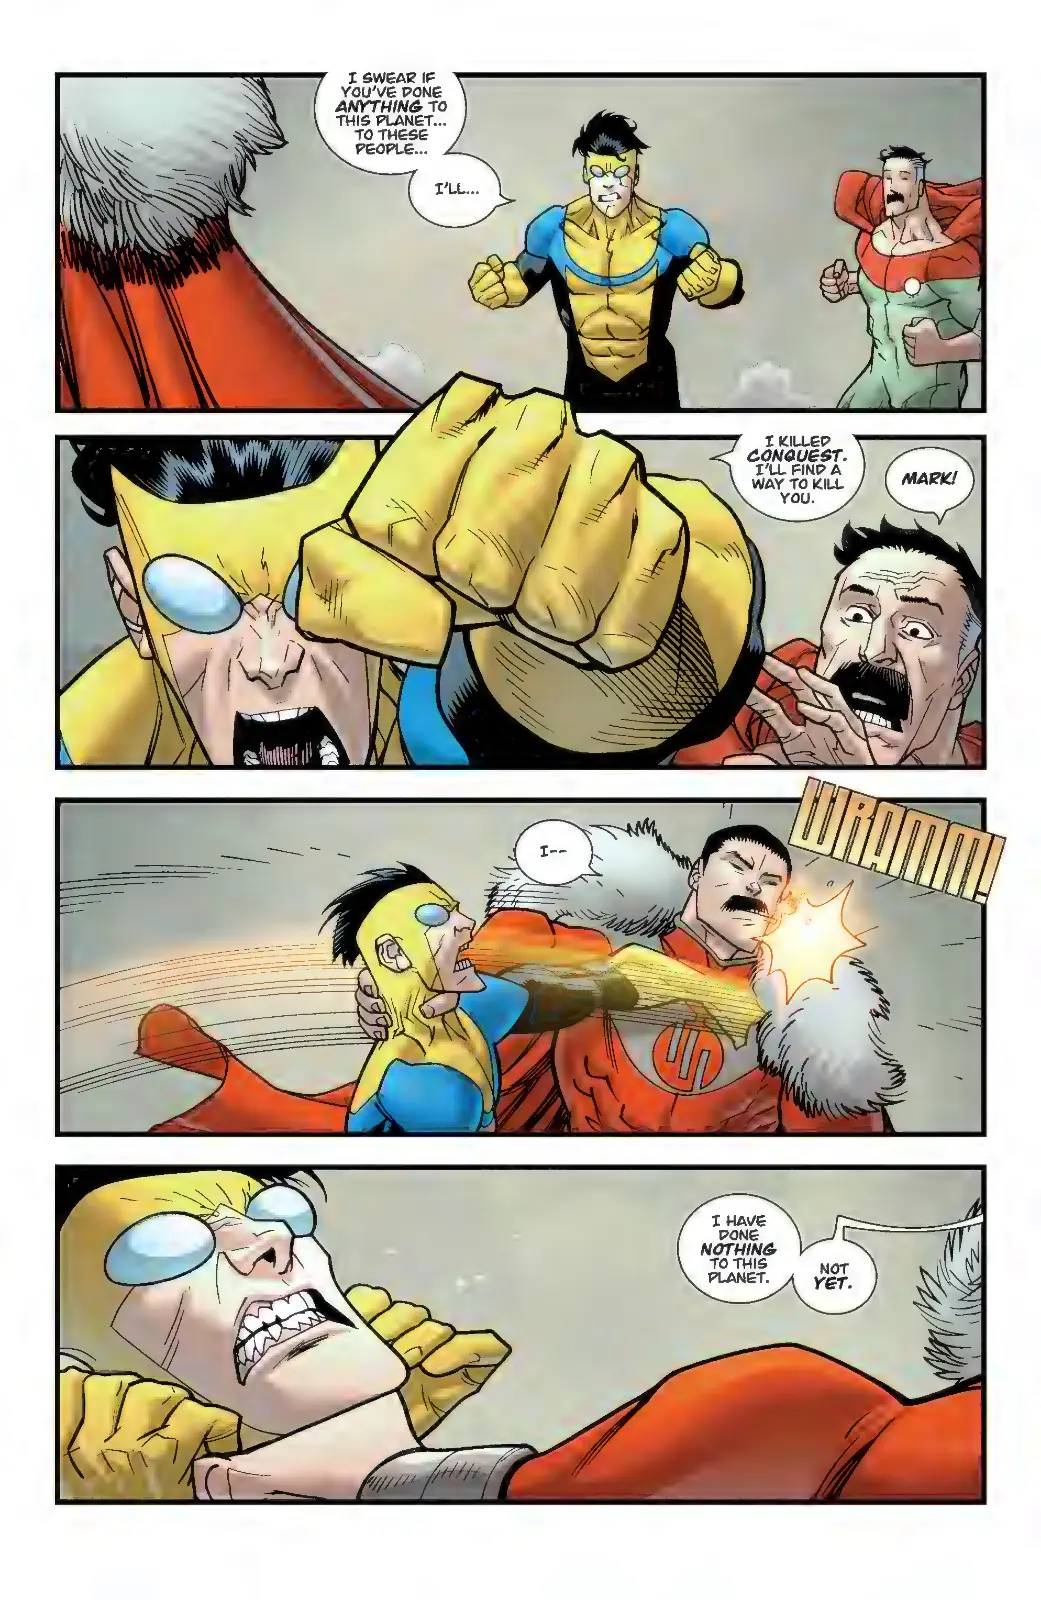 I SWEAR IF
YOU'VE DONE
ANYTHING TO
THIS PLANET...
TO THESE
PEOPLE...
I'LL...
I KILLED
CONQUEST.
I'LL FIND A
WAY TO KILL
YOU.
MARK!
I--
WRAMM!
I HAVE
DONE
NOTHING
TO THIS
PLANET.
NOT
YET.